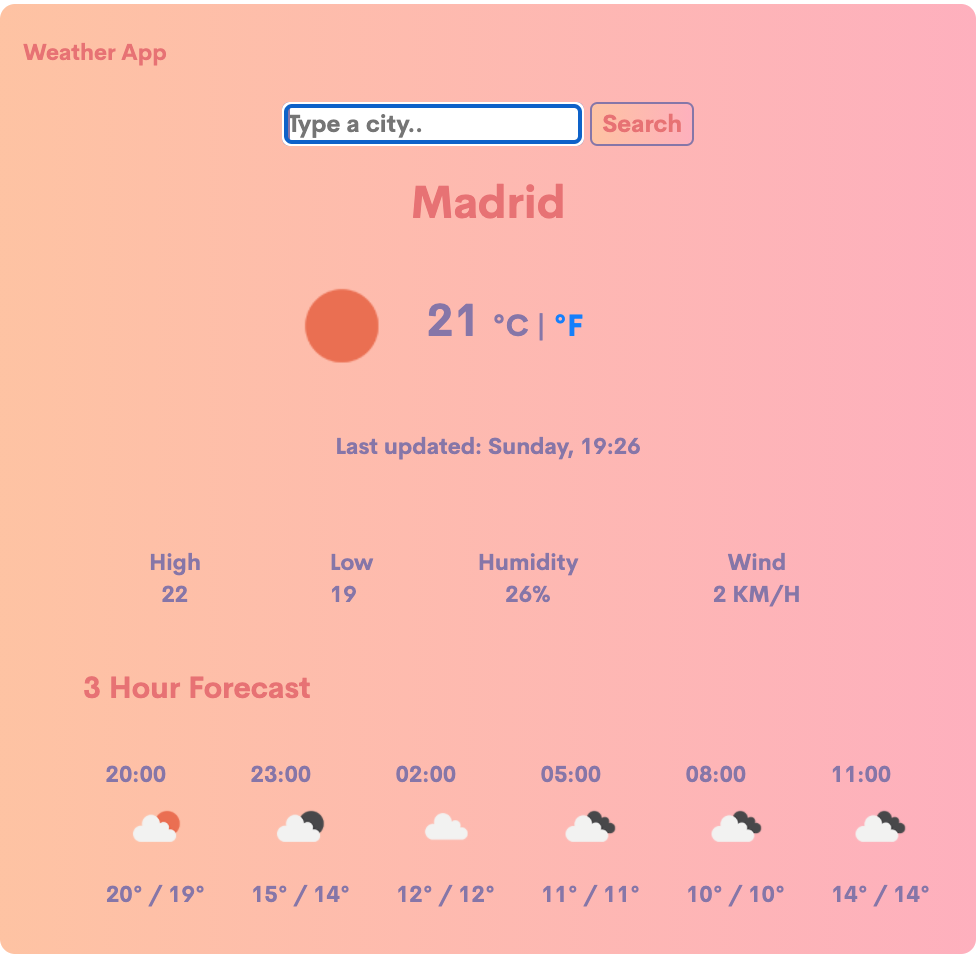 Weather App
Type a city.. Search
Madrid
21 °C | °F
Last updated: Sunday, 19:26
High Low Humidity Wind
22 19 26% 2 KM/H
3 Hour Forecast
20:00 23:00 02:00 05:00 08:00 11:00
20° / 19° 15° / 14° 12° / 12° 11° / 11° 10° / 10° 14° / 14°